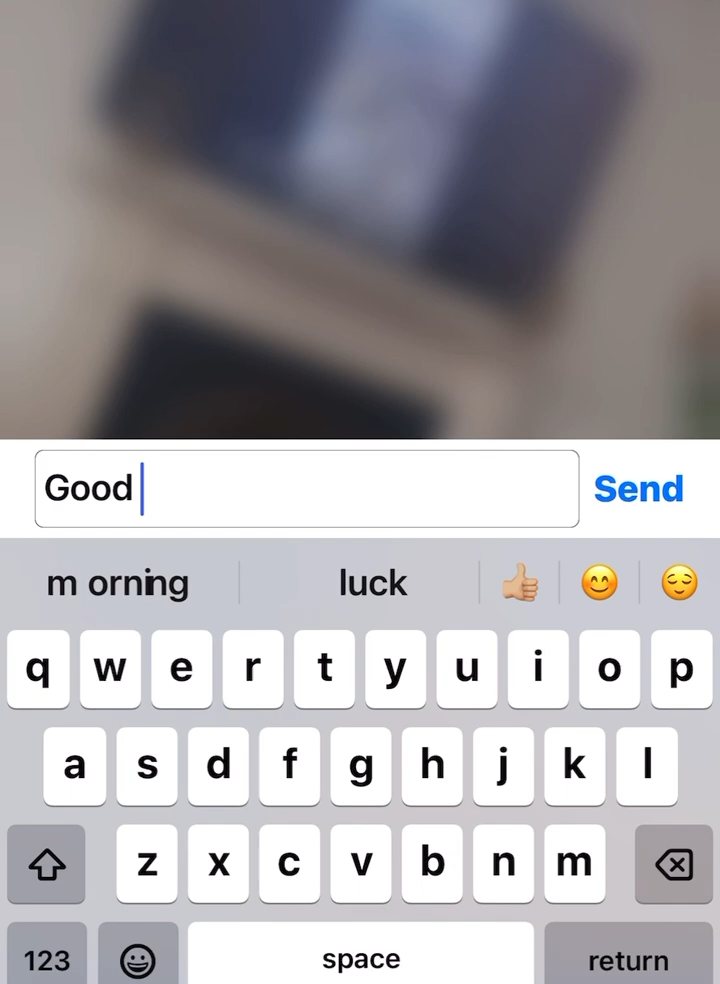 Good
Send
m orning luck 👍🏼 😊 😌
q w e r t y u i o p
a s d f g h j k l
z x c v b n m
123 space return